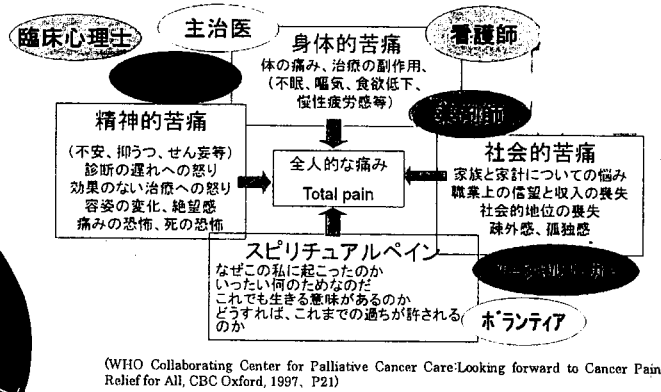 臨床心理士
主治医
看護師
身体的苦痛
体の痛み、治療の副作用、
(不眠、嘔気、食欲低下、
慢性疲労感等)
精神的苦痛
(不安、抑うつ、せん妄等)
診断の遅れへの怒り
効果のない治療への怒り
容姿の変化、絶望感
痛みの恐怖、死の恐怖
全人的な痛み
Total pain
社会的苦痛
家族と家計についての悩み
職業上の信望と収入の喪失
社会的地位の喪失
疎外感、孤独感
スピリチュアルペイン
なぜこの私に起こったのか
いったい何のためなのだ
これでも生きる意味があるのか
どうすれば、これまでの過ちが許される
のか
ボランティア
(WHO Collaborating Center for Palliative Cancer Care:Looking forward to Cancer Pain
Relief for All, CBC Oxford, 1997、P21)